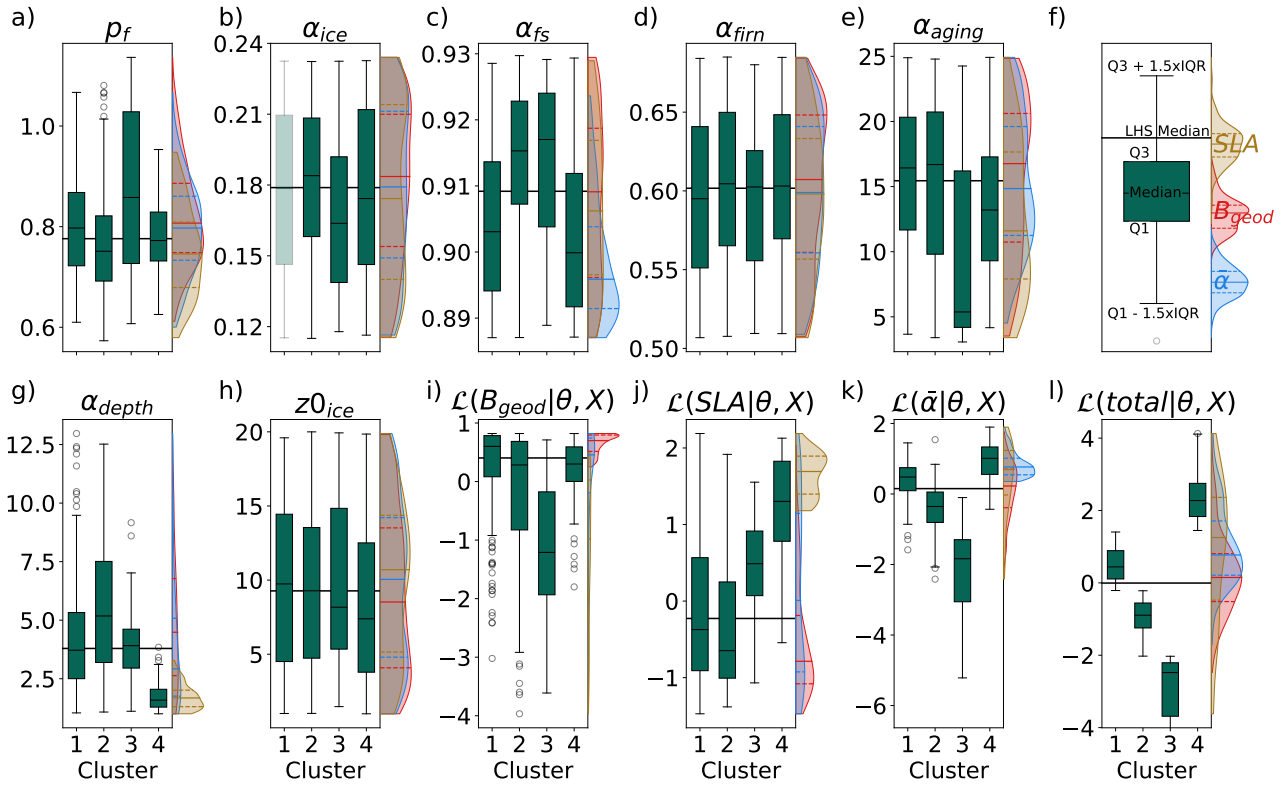 a) p_f
1.0
0.8
0.6
b) α_ice
0.24
0.21
0.18
0.15
0.12
c) α_fs
0.93
0.92
0.91
0.90
0.89
d) α_firn
0.65
0.60
0.55
0.50
e) α_aging
25
20
15
10
5
f)
Q3 + 1.5xIQR
LHS Median
Q3
Median
Q1
Q1 - 1.5xIQR
SLA
B_geod
ᾱ
g) α_depth
12.5
10.0
7.5
5.0
2.5
1 2 3 4
Cluster
h) z0_ice
20
15
10
5
1 2 3 4
Cluster
i) ℒ(B_geod|θ, X)
0
−1
−2
−3
−4
1 2 3 4
Cluster
j) ℒ(SLA|θ, X)
2
1
0
−1
1 2 3 4
Cluster
k) ℒ(ᾱ|θ, X)
2
0
−2
−4
−6
1 2 3 4
Cluster
l) ℒ(total|θ, X)
4
2
0
−2
−4
1 2 3 4
Cluster